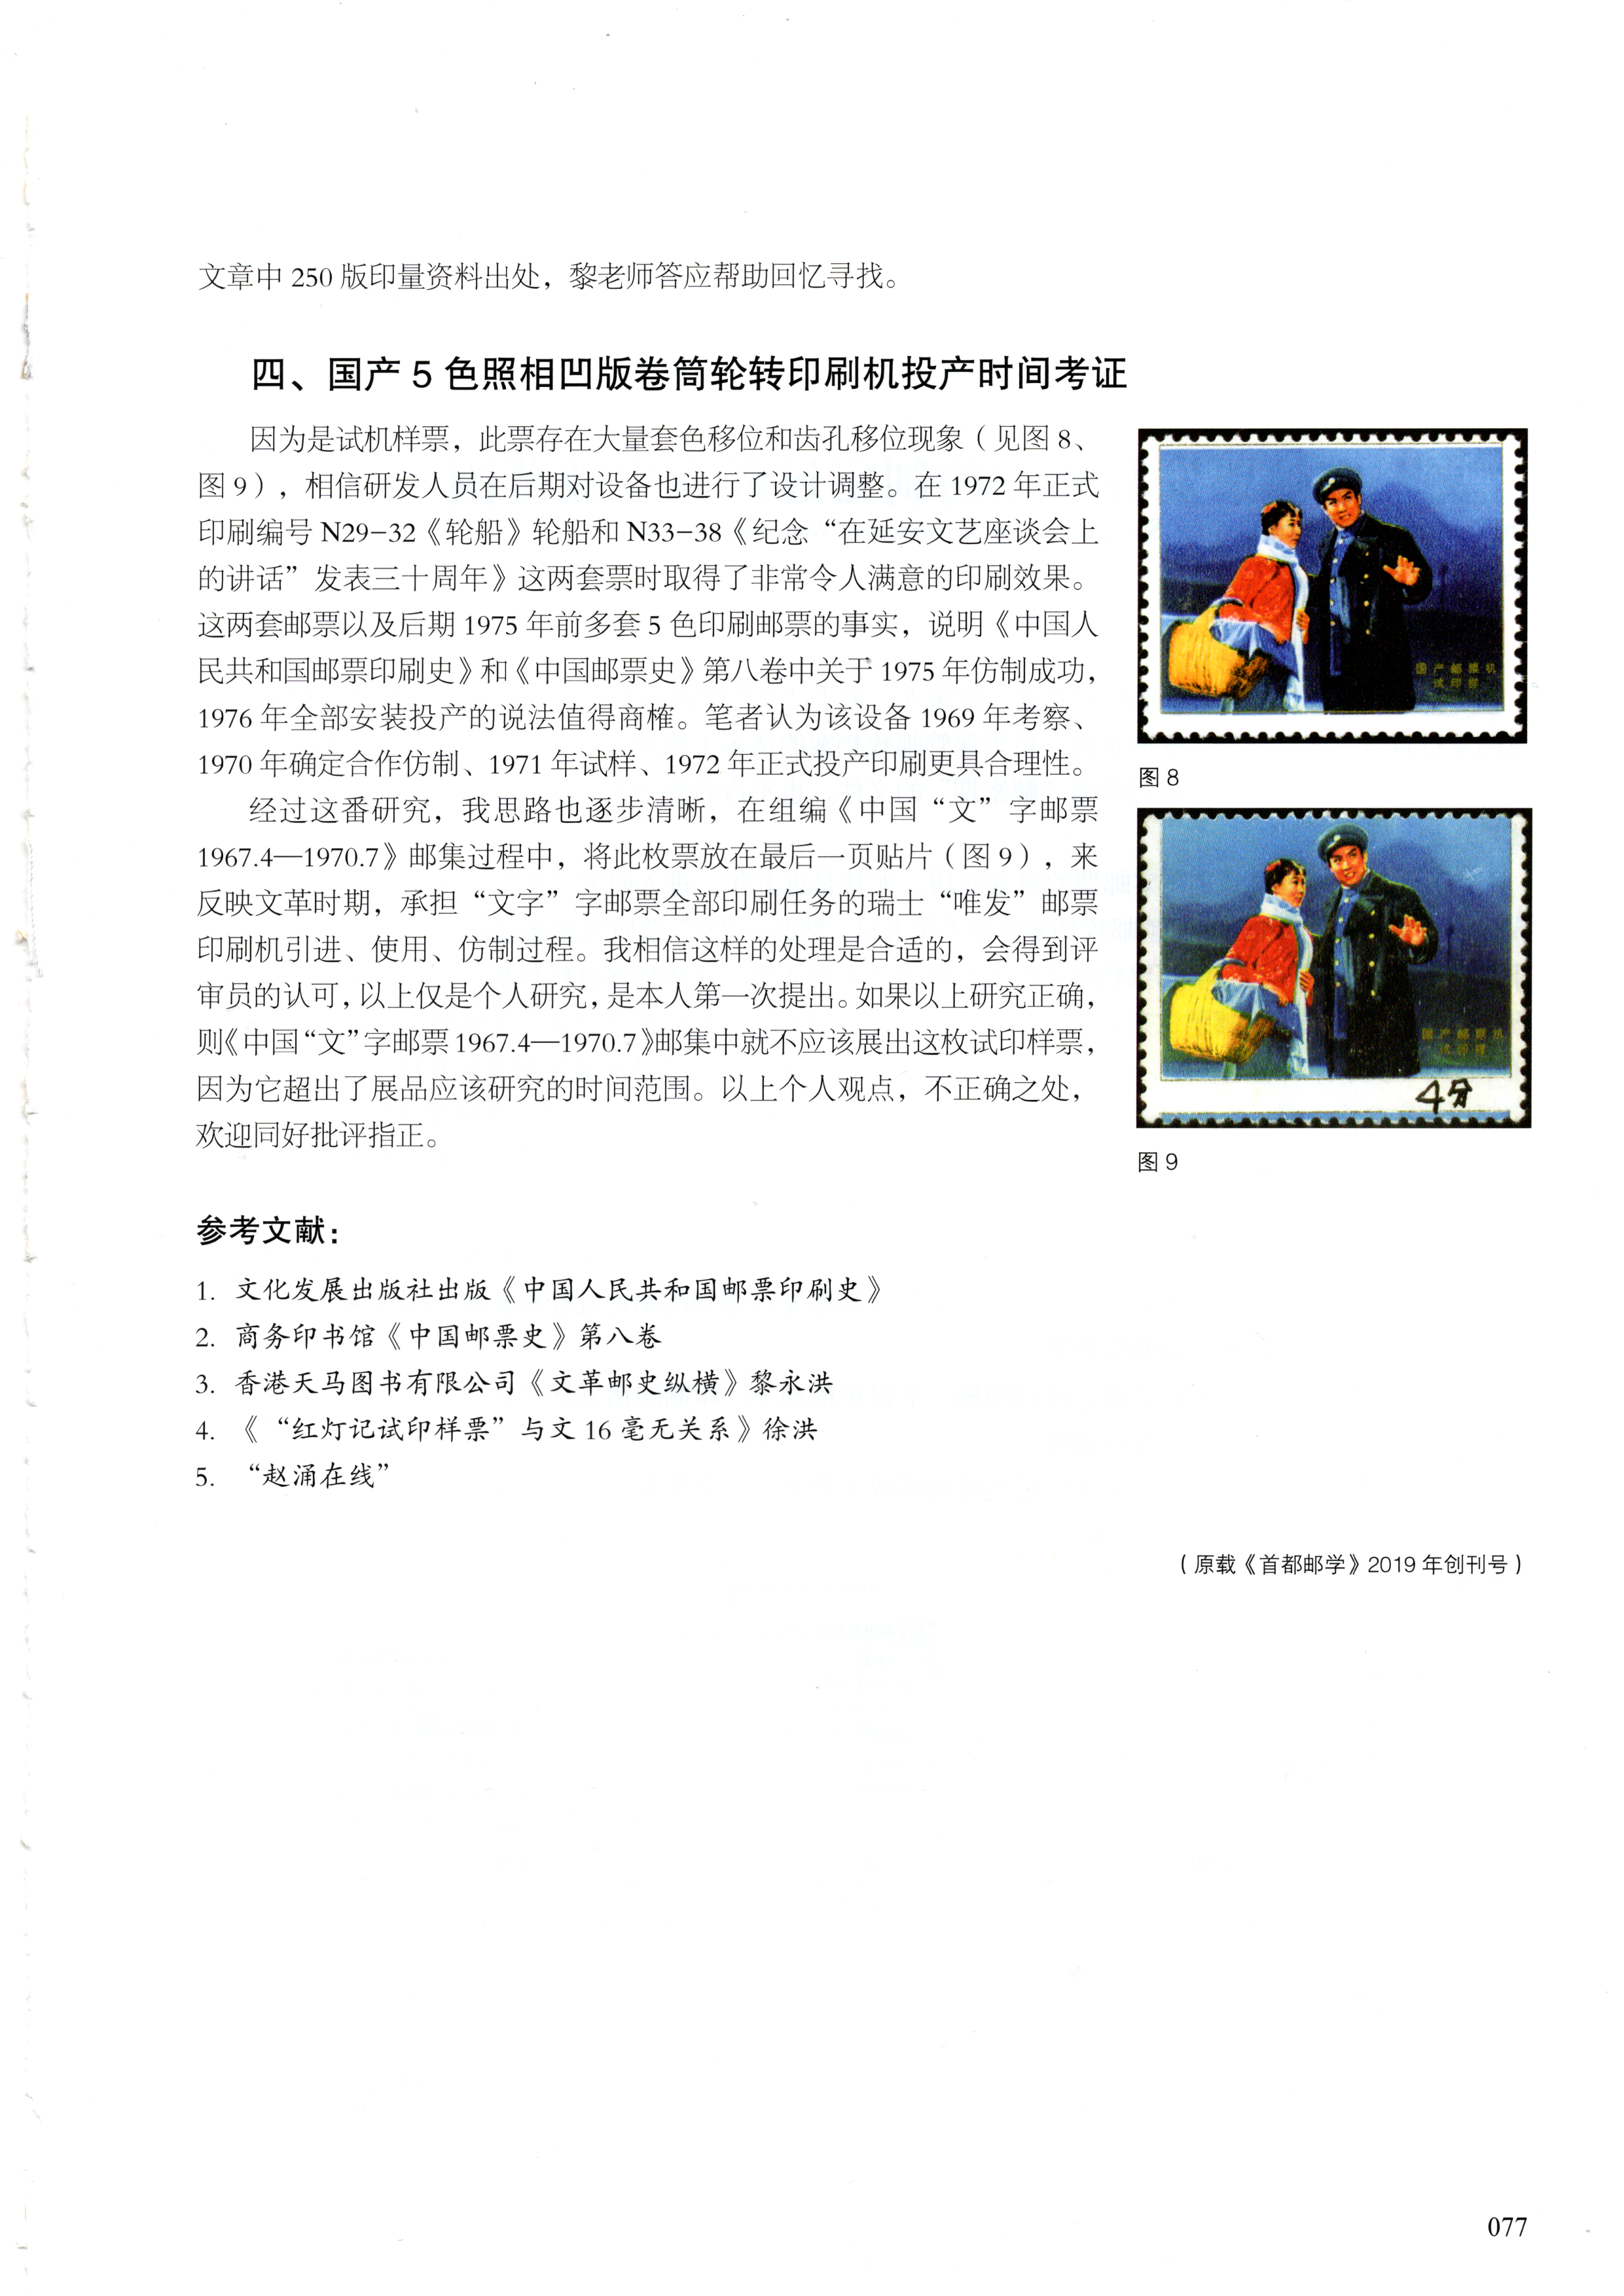 文章中 250 版印量资料出处，黎老师答应帮助回忆寻找。
四、国产 5 色照相凹版卷筒轮转印刷机投产时间考证
因为是试机样票，此票存在大量套色移位和齿孔移位现象（见图 8、
图 9），相信研发人员在后期对设备也进行了设计调整。在 1972 年正式
印刷编号 N29-32《轮船》轮船和 N33-38《纪念“在延安文艺座谈会上
的讲话”发表三十周年》这两套票时取得了非常令人满意的印刷效果。
这两套邮票以及后期 1975 年前多套 5 色印刷邮票的事实，说明《中国人
民共和国邮票印刷史》和《中国邮票史》第八卷中关于 1975 年仿制成功，
1976 年全部安装投产的说法值得商榷。笔者认为该设备 1969 年考察、
1970 年确定合作仿制、1971 年试样、1972 年正式投产印刷更具合理性。
经过这番研究，我思路也逐步清晰，在组编《中国“文”字邮票
1967.4—1970.7》邮集过程中，将此枚票放在最后一页贴片（图 9），来
反映文革时期，承担“文字”字邮票全部印刷任务的瑞士“唯发”邮票
印刷机引进、使用、仿制过程。我相信这样的处理是合适的，会得到评
审员的认可，以上仅是个人研究，是本人第一次提出。如果以上研究正确，
则《中国“文”字邮票 1967.4—1970.7》邮集中就不应该展出这枚试印样票，
因为它超出了展品应该研究的时间范围。以上个人观点，不正确之处，
欢迎同好批评指正。
国产邮票机
试印样
图 8
国产邮票机
试印样
4分
图 9
参考文献：
1. 文化发展出版社出版《中国人民共和国邮票印刷史》
2. 商务印书馆《中国邮票史》第八卷
3. 香港天马图书有限公司《文革邮史纵横》黎永洪
4. 《“红灯记试印样票”与文 16 毫无关系》徐洪
5. “赵涌在线”
（原载《首都邮学》2019 年创刊号）
077